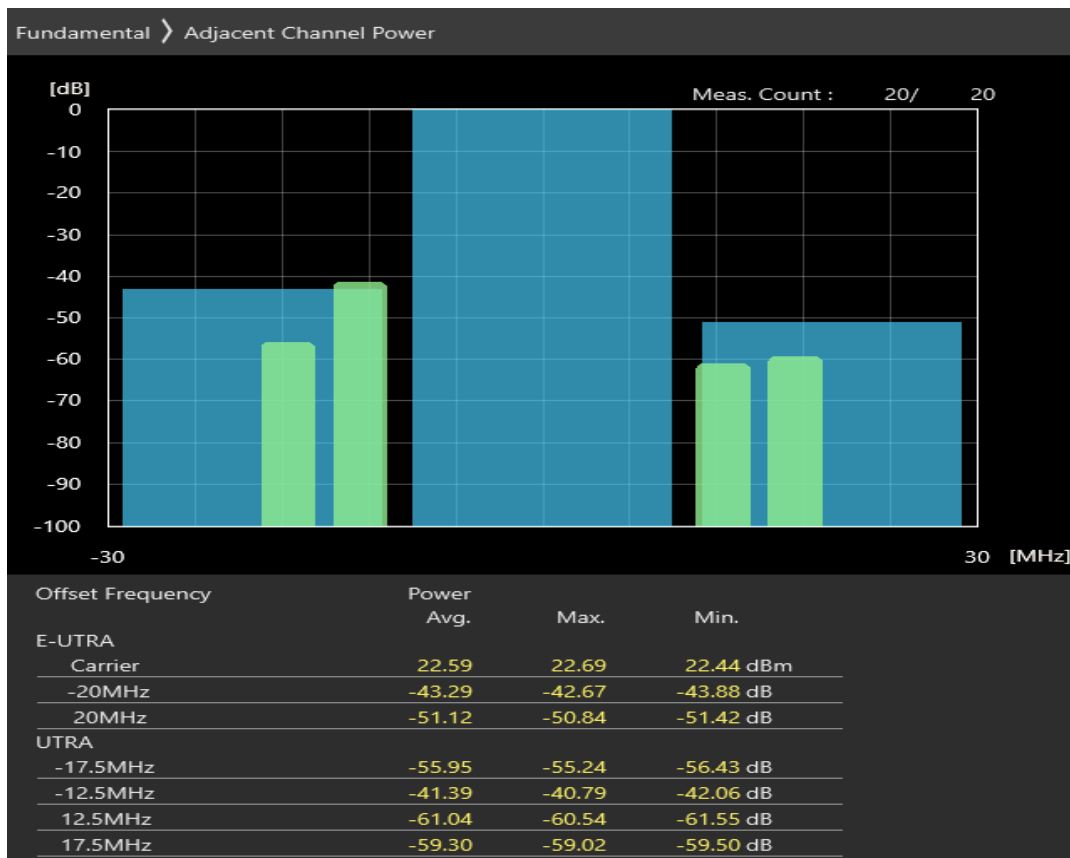 Fundamental 〉 Adjacent Channel Power
[dB]
Meas. Count : 20/ 20
0
-10
-20
-30
-40
-50
-60
-70
-80
-90
-100
-30 30 [MHz]
Offset Frequency Power
Avg. Max. Min.
E-UTRA
Carrier 22.59 22.69 22.44 dBm
-20MHz -43.29 -42.67 -43.88 dB
20MHz -51.12 -50.84 -51.42 dB
UTRA
-17.5MHz -55.95 -55.24 -56.43 dB
-12.5MHz -41.39 -40.79 -42.06 dB
12.5MHz -61.04 -60.54 -61.55 dB
17.5MHz -59.30 -59.02 -59.50 dB